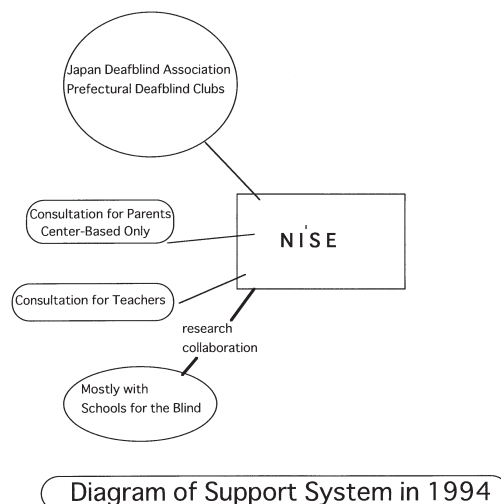 Japan Deafblind Association
Prefectural Deafblind Clubs
Consultation for Parents
Center-Based Only
NISE
Consultation for Teachers
research
collaboration
Mostly with
Schools for the Blind
Diagram of Support System in 1994